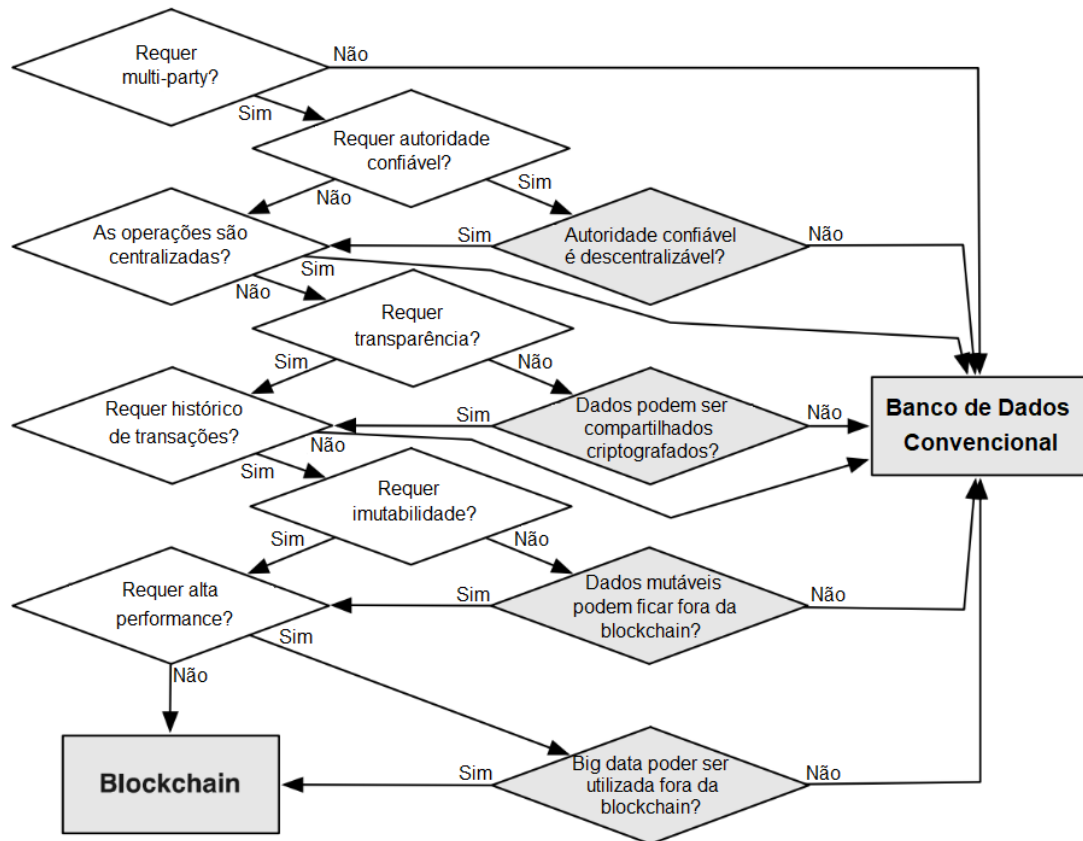 Requer
multi-party?
Não
Sim
Requer autoridade
confiável?
Não
Sim
As operações são
centralizadas?
Sim
Autoridade confiável
é descentralizável?
Não
Sim
Não
Requer
transparência?
Sim
Não
Requer histórico
de transações?
Sim
Dados podem ser
compartilhados
criptografados?
Não
Banco de Dados
Convencional
Não
Sim
Requer
imutabilidade?
Sim
Não
Requer alta
performance?
Sim
Dados mutáveis
podem ficar fora da
blockchain?
Não
Sim
Não
Blockchain
Sim
Big data poder ser
utilizada fora da
blockchain?
Não